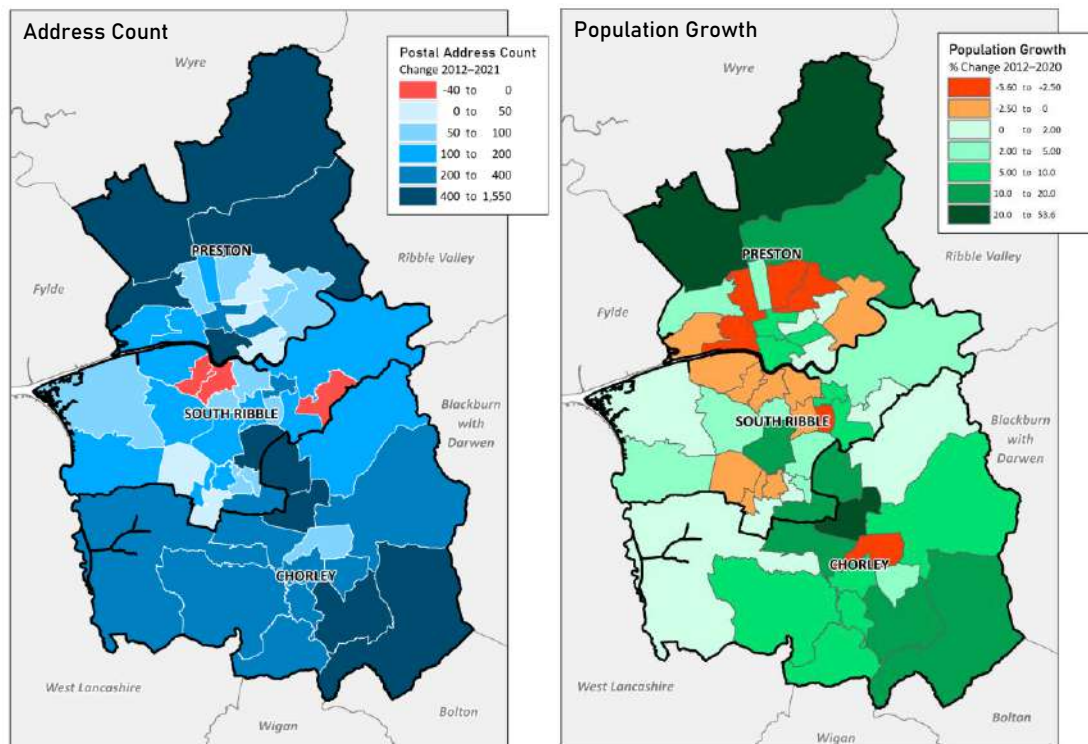 Address Count
Postal Address Count
Change 2012–2021
-40 to 0
0 to 50
50 to 100
100 to 200
200 to 400
400 to 1,550
Wyre
PRESTON
Ribble Valley
Fylde
SOUTH RIBBLE
Blackburn
with
Darwen
CHORLEY
West Lancashire
Bolton
Wigan
Population Growth
Population Growth
% Change 2012–2020
-3.60 to -2.50
-2.50 to 0
0 to 2.00
2.00 to 5.00
5.00 to 10.0
10.0 to 20.0
20.0 to 53.6
Wyre
PRESTON
Ribble Valley
Fylde
SOUTH RIBBLE
Blackburn
with
Darwen
CHORLEY
West Lancashire
Bolton
Wigan